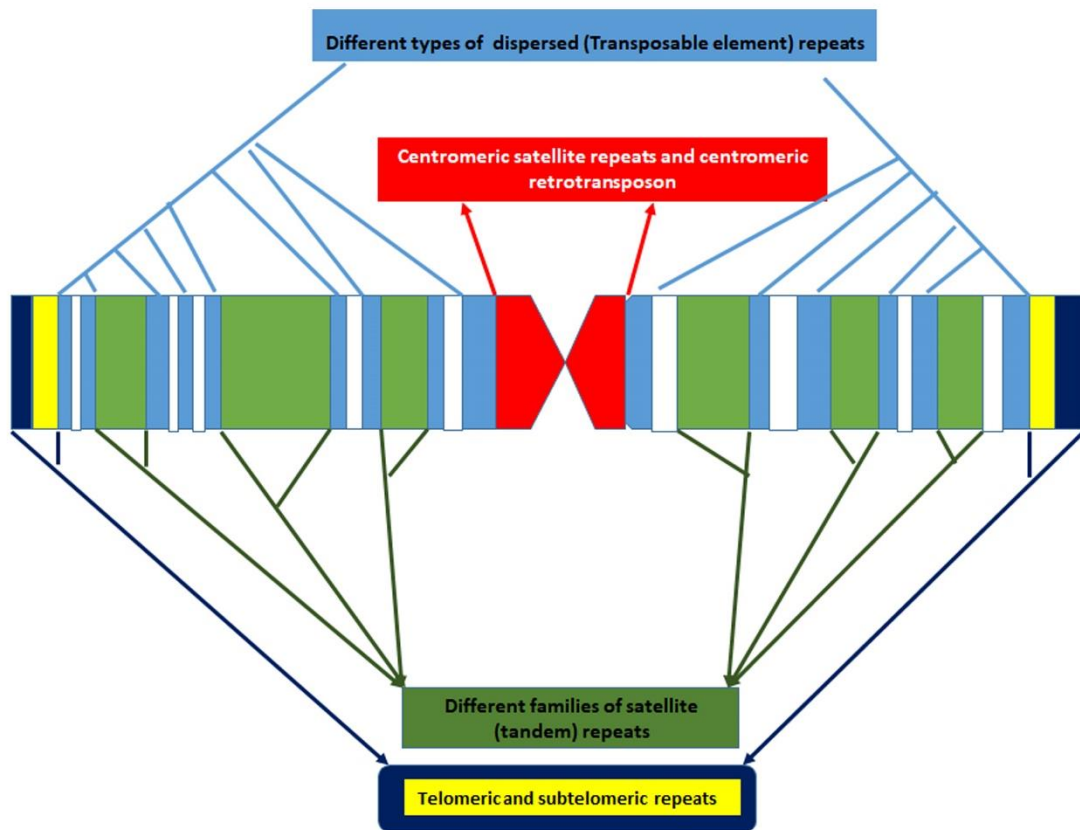 Different types of dispersed (Transposable element) repeats
Centromeric satellite repeats and centromeric
retrotransposon
Different families of satellite
(tandem) repeats
Telomeric and subtelomeric repeats